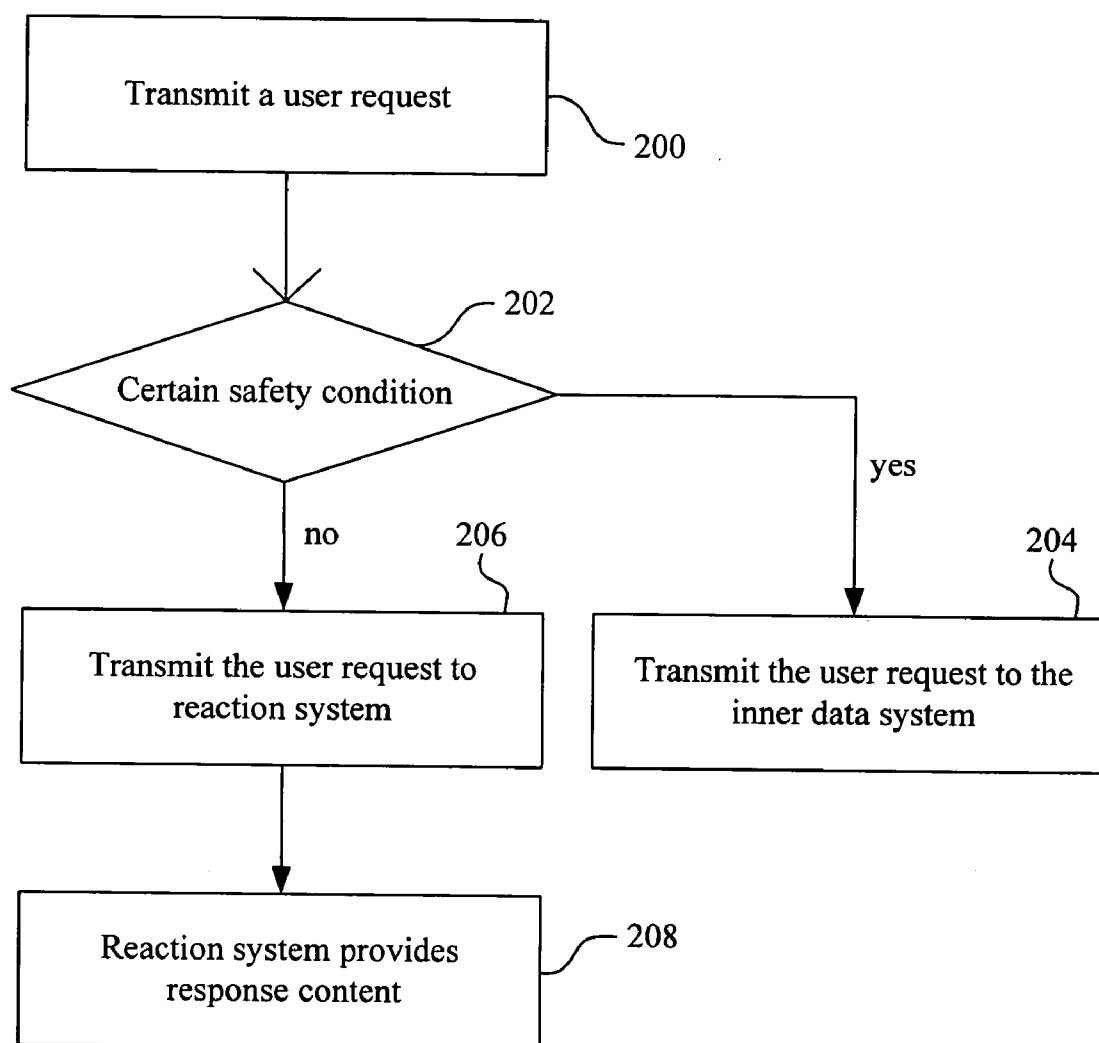 Transmit a user request
200
202
Certain safety condition
yes
no
206
204
Transmit the user request to
reaction system
Transmit the user request to the
inner data system
Reaction system provides
response content
208